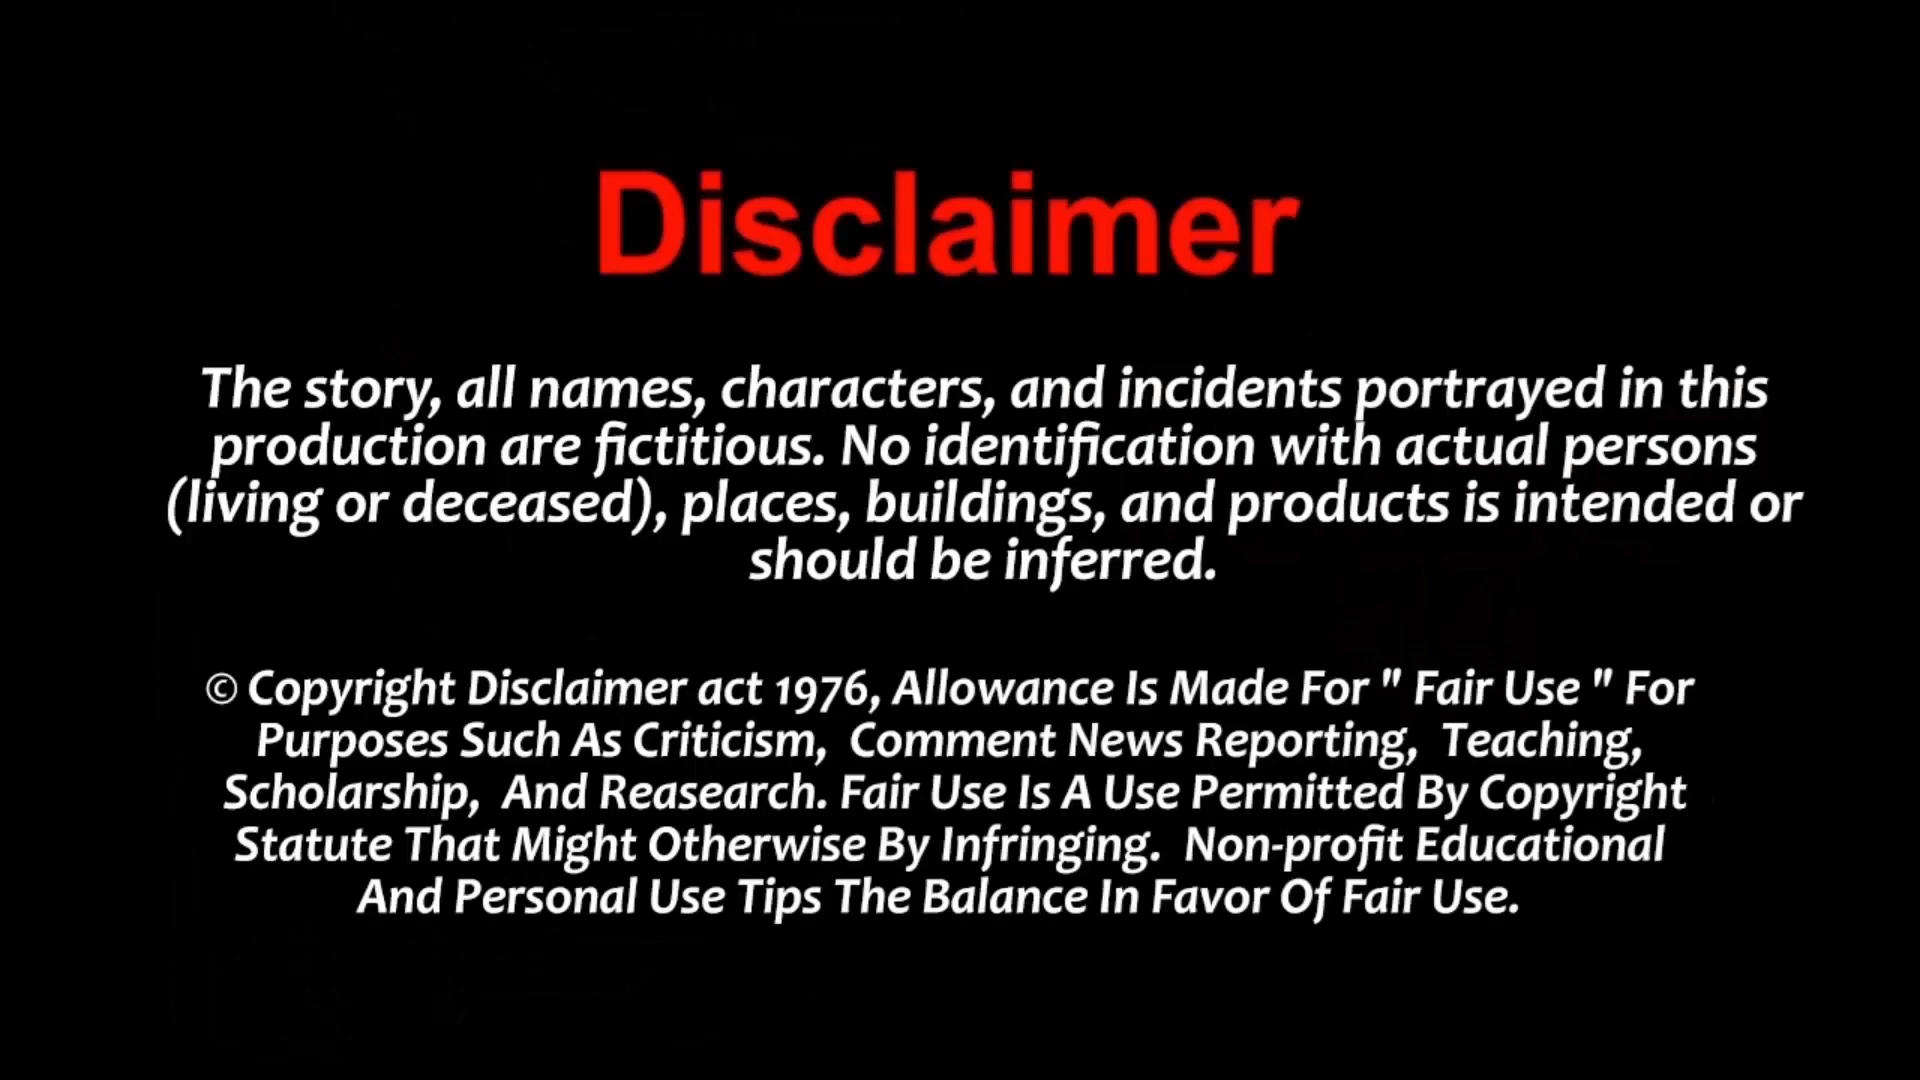 Disclaimer
The story, all names, characters, and incidents portrayed in this
production are fictitious. No identification with actual persons
(living or deceased), places, buildings, and products is intended or
should be inferred.
© Copyright Disclaimer act 1976, Allowance Is Made For " Fair Use " For
Purposes Such As Criticism,  Comment News Reporting,  Teaching,
Scholarship,  And Reasearch. Fair Use Is A Use Permitted By Copyright
Statute That Might Otherwise By Infringing.  Non-profit Educational
And Personal Use Tips The Balance In Favor Of Fair Use.